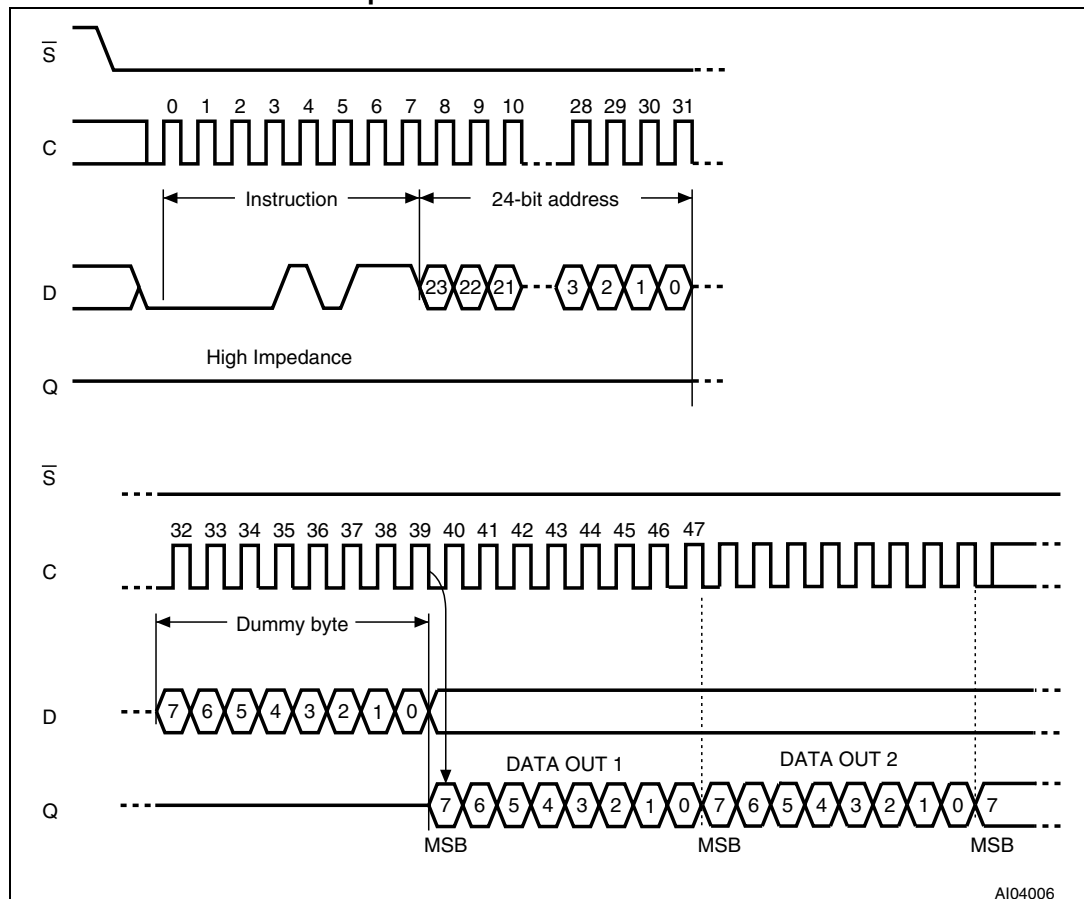 S
0 1 2 3 4 5 6 7 8 9 10 28 29 30 31
C
Instruction 24-bit address
D 23 22 21 3 2 1 0
High Impedance
Q
S
32 33 34 35 36 37 38 39 40 41 42 43 44 45 46 47
C
Dummy byte
D 7 6 5 4 3 2 1 0
DATA OUT 1 DATA OUT 2
Q 7 6 5 4 3 2 1 0 7 6 5 4 3 2 1 0 7
MSB MSB MSB
AI04006